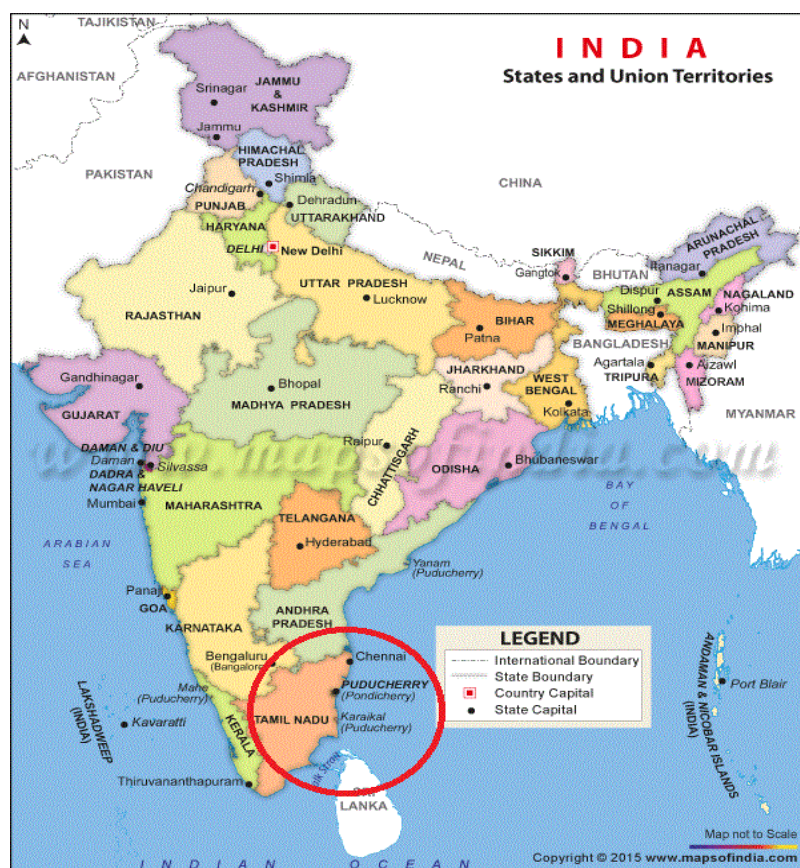 TAJIKISTAN
N
AFGHANISTAN
INDIA
States and Union Territories
Srinagar
JAMMU
&
KASHMIR
Jammu
HIMACHAL
PRADESH
PAKISTAN
Shimla
Chandigarh
PUNJAB
Dehradun
UTTARAKHAND
CHINA
HARYANA
DELHI
New Delhi
NEPAL
SIKKIM
Gangtok
BHUTAN
ARUNACHAL
PRADESH
Itanagar
Jaipur
RAJASTHAN
UTTAR PRADESH
Lucknow
Dispur
ASSAM
NAGALAND
Kohima
Shillong
MEGHALAYA
BIHAR
Patna
Imphal
MANIPUR
BANGLADESH
Agartala
TRIPURA
Aizawl
MIZORAM
Gandhinagar
GUJARAT
Bhopal
MADHYA PRADESH
JHARKHAND
Ranchi
WEST
BENGAL
Kolkata
MYANMAR
Raipur
CHHATTISGARH
www.mapsofindia.com
ODISHA
Bhubaneswar
DAMAN & DIU
Daman
Silvassa
DADRA &
NAGAR HAVELI
Mumbai
MAHARASHTRA
BAY
OF
BENGAL
TELANGANA
Hyderabad
ARABIAN
SEA
Yanam
(Puducherry)
Panaji
GOA
KARNATAKA
ANDHRA
PRADESH
Bengaluru
(Bangalore)
Chennai
LEGEND
International Boundary
State Boundary
Country Capital
State Capital
Mahe
(Puducherry)
PUDUCHERRY
(Pondicherry)
LAKSHADWEEP
(INDIA)
Kavaratti
KERALA
TAMIL NADU
Karaikal
(Puducherry)
ANDAMAN & NICOBAR ISLANDS
(INDIA)
Port Blair
Thiruvananthapuram
SRI
LANKA
Map not to Scale
INDIAN OCEAN
Copyright © 2015 www.mapsofindia.com